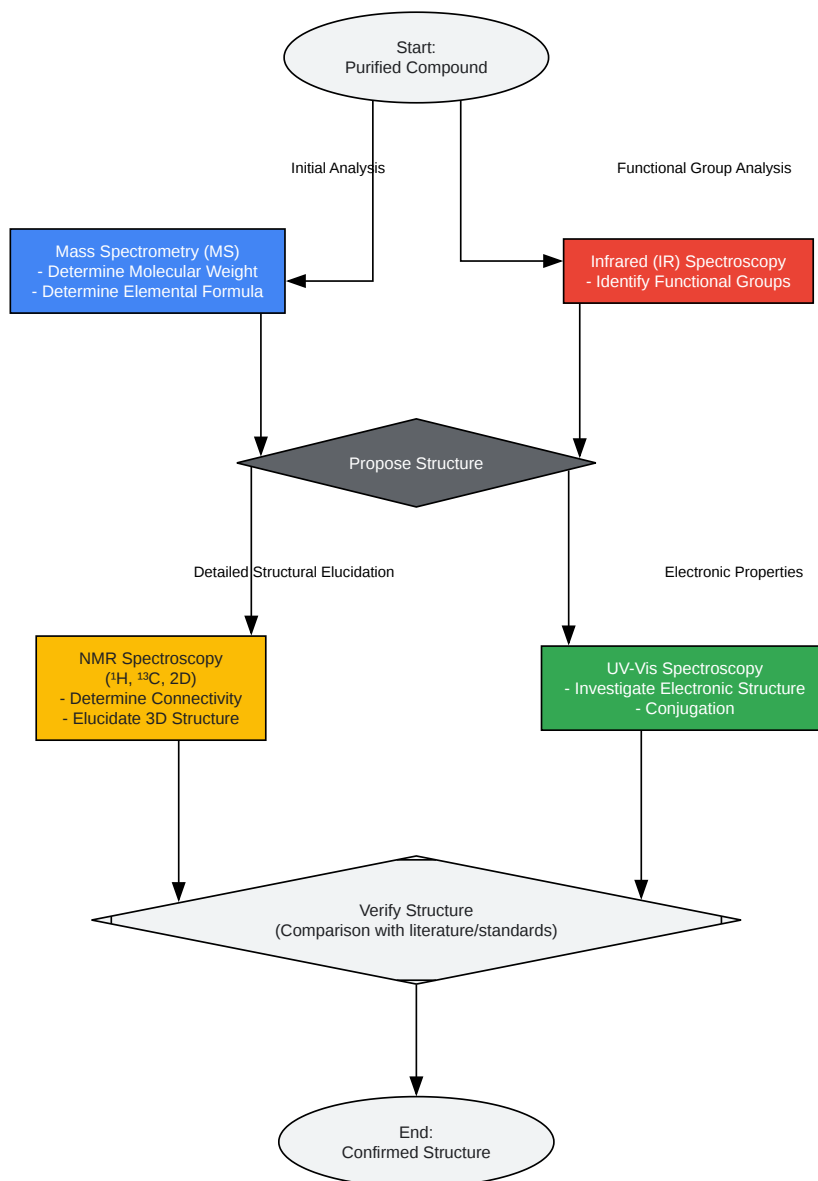 Start:
Purified Compound
Initial Analysis
Functional Group Analysis
Mass Spectrometry (MS)
- Determine Molecular Weight
- Determine Elemental Formula
Infrared (IR) Spectroscopy
- Identify Functional Groups
Propose Structure
Detailed Structural Elucidation
Electronic Properties
NMR Spectroscopy
(¹H, ¹³C, 2D)
- Determine Connectivity
- Elucidate 3D Structure
UV-Vis Spectroscopy
- Investigate Electronic Structure
- Conjugation
Verify Structure
(Comparison with literature/standards)
End:
Confirmed Structure